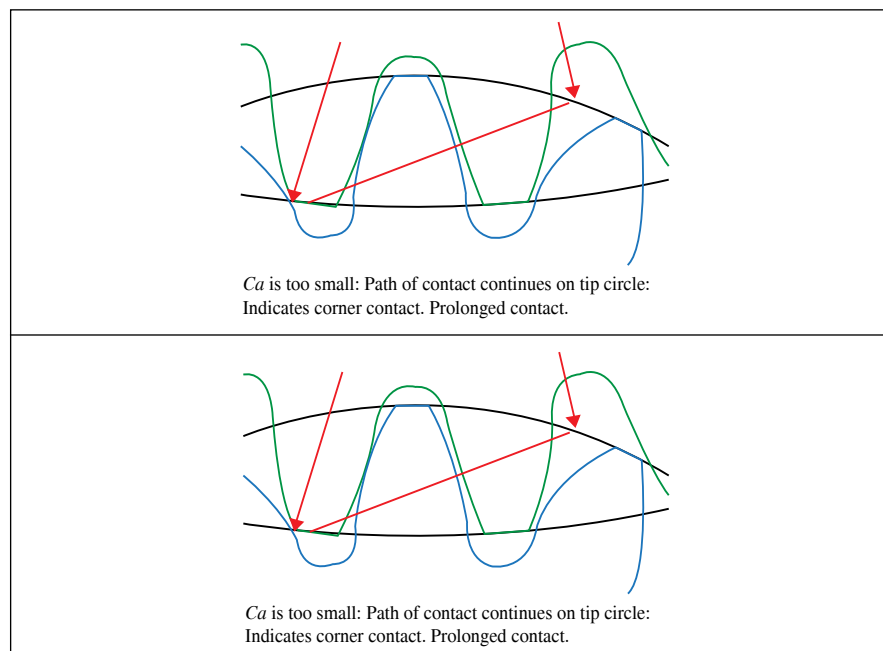 Ca is too small: Path of contact continues on tip circle:
Indicates corner contact. Prolonged contact.
Ca is too small: Path of contact continues on tip circle:
Indicates corner contact. Prolonged contact.